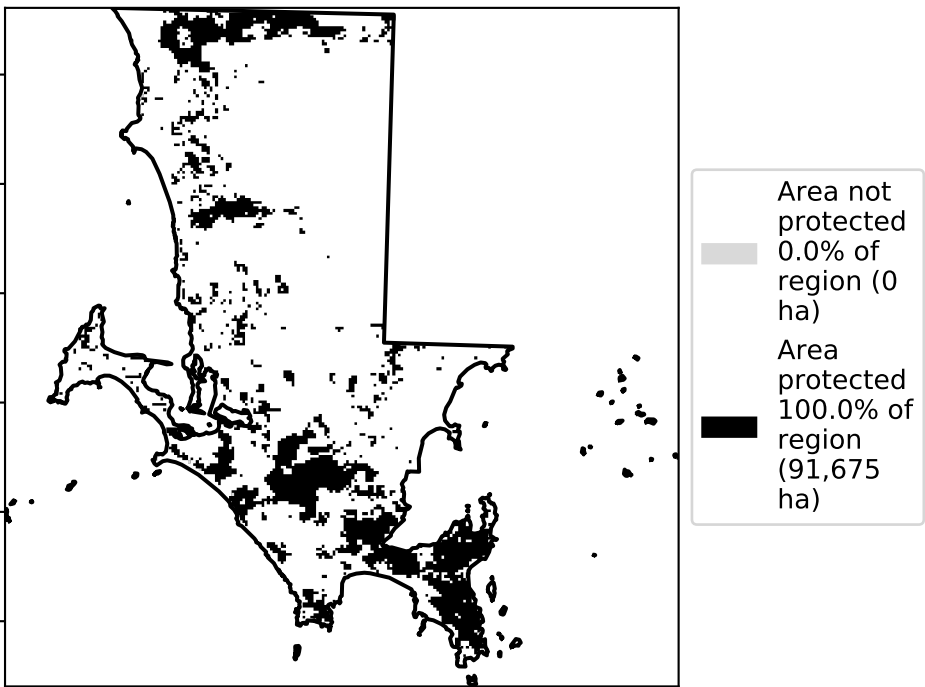 Area not
protected
0.0% of
region (0
ha)
Area
protected
100.0% of
region
(91,675
ha)